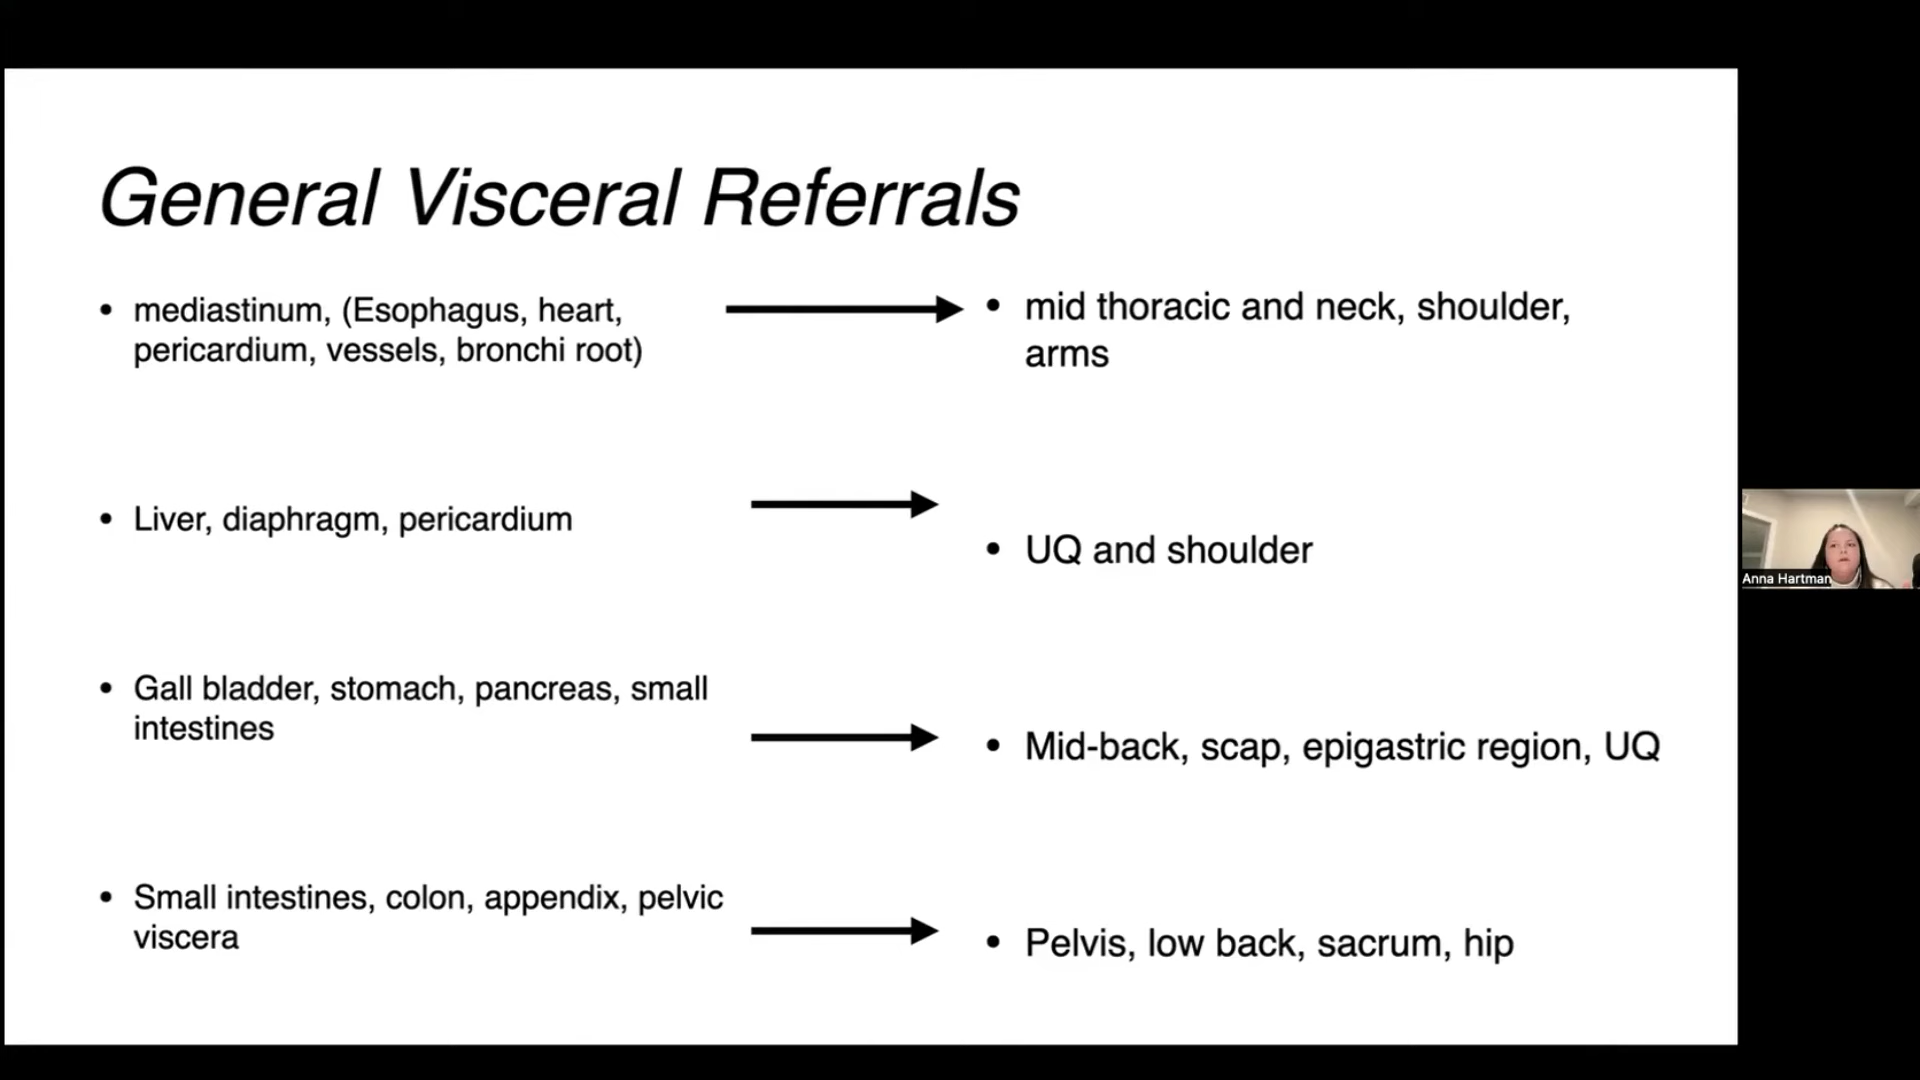 General Visceral Referrals
• mediastinum, (Esophagus, heart,
pericardium, vessels, bronchi root)
• mid thoracic and neck, shoulder,
arms
• Liver, diaphragm, pericardium
• UQ and shoulder
• Gall bladder, stomach, pancreas, small
intestines
• Mid-back, scap, epigastric region, UQ
• Small intestines, colon, appendix, pelvic
viscera
• Pelvis, low back, sacrum, hip
Anna Hartman